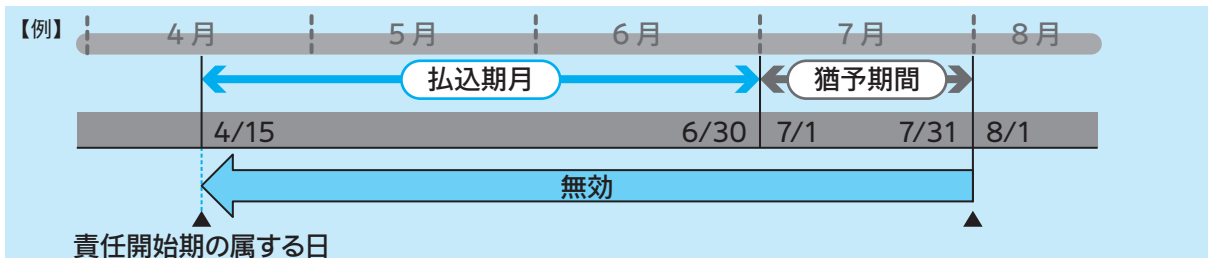 【例】 4月 5月 6月 7月 8月
払込期月 猶予期間
4/15 6/30 7/1 7/31 8/1
無効
責任開始期の属する日